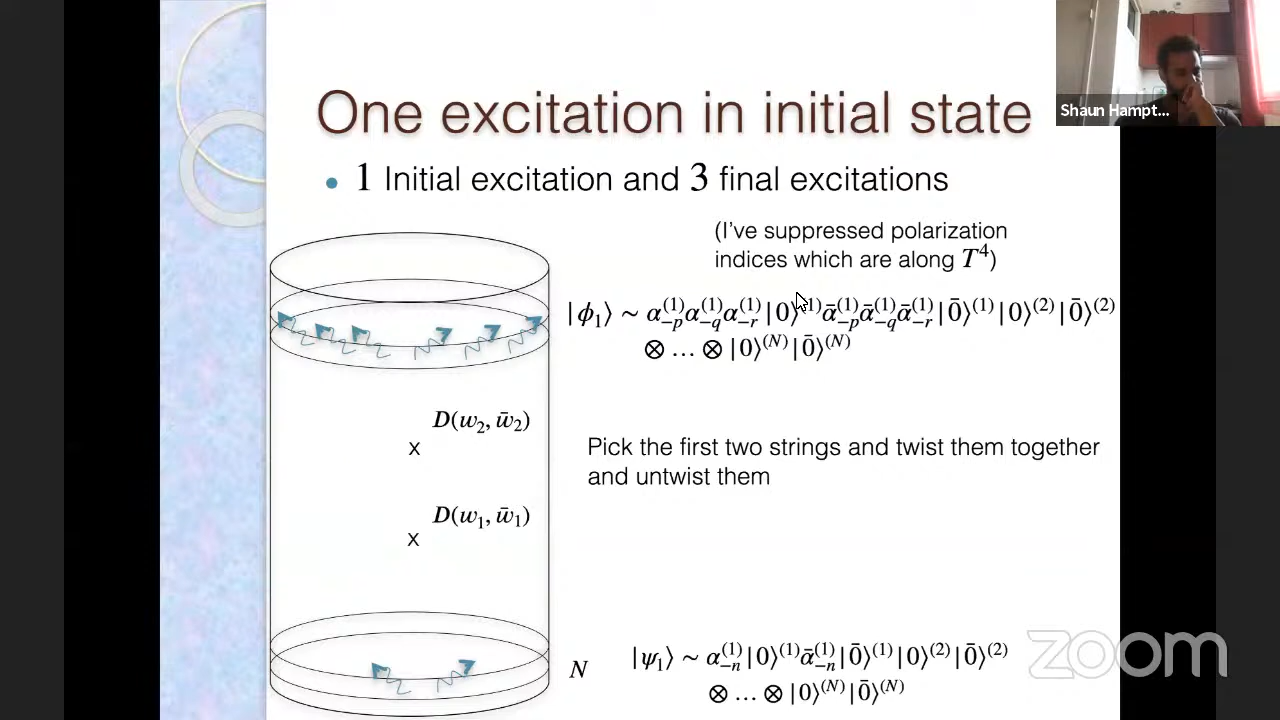 One excitation in initial state
Shaun Hampt...
• 1 Initial excitation and 3 final excitations
(I've suppressed polarization
indices which are along T⁴)
|ϕ₁⟩ ∼ α₋ₚ⁽¹⁾α_{-q}⁽¹⁾α₋ᵣ⁽¹⁾|0⟩⁽¹⁾ᾱ₋ₚ⁽¹⁾ᾱ_{-q}⁽¹⁾ᾱ₋ᵣ⁽¹⁾|0̄⟩⁽¹⁾|0⟩⁽²⁾|0̄⟩⁽²⁾
⊗ … ⊗ |0⟩⁽ᴺ⁾|0̄⟩⁽ᴺ⁾
D(w₂, w̄₂)
x
Pick the first two strings and twist them together
and untwist them
D(w₁, w̄₁)
x
N
|ψ₁⟩ ∼ α₋ₙ⁽¹⁾|0⟩⁽¹⁾ᾱ₋ₙ⁽¹⁾|0̄⟩⁽¹⁾|0⟩⁽²⁾|0̄⟩⁽²⁾
⊗ … ⊗ |0⟩⁽ᴺ⁾|0̄⟩⁽ᴺ⁾
zoom